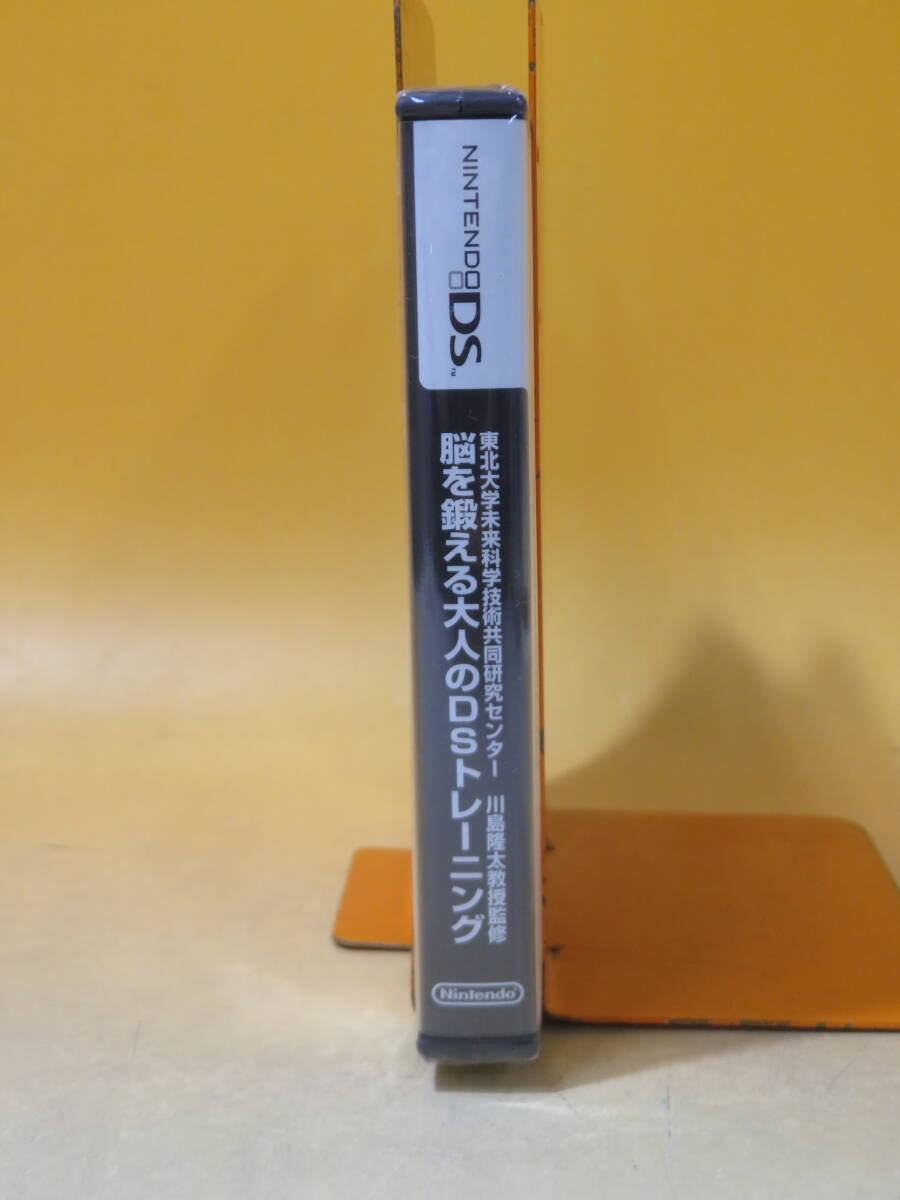 NINTENDO DS™
東北大学未来科学技術共同研究センター 川島隆太教授監修
脳を鍛える大人のDSトレーニング
Nintendo®